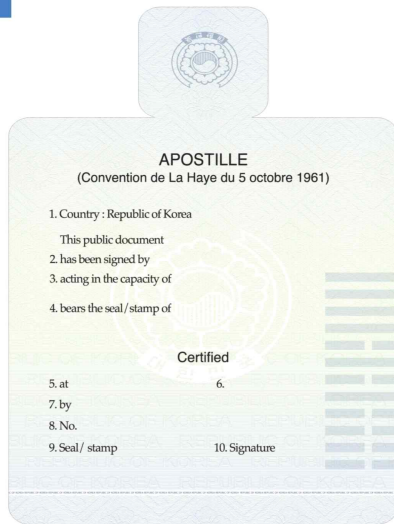 APOSTILLE
(Convention de La Haye du 5 octobre 1961)
1. Country : Republic of Korea
This public document
2. has been signed by
3. acting in the capacity of
4. bears the seal/stamp of
Certified
5. at 6.
7. by
8. No.
9. Seal/ stamp 10. Signature